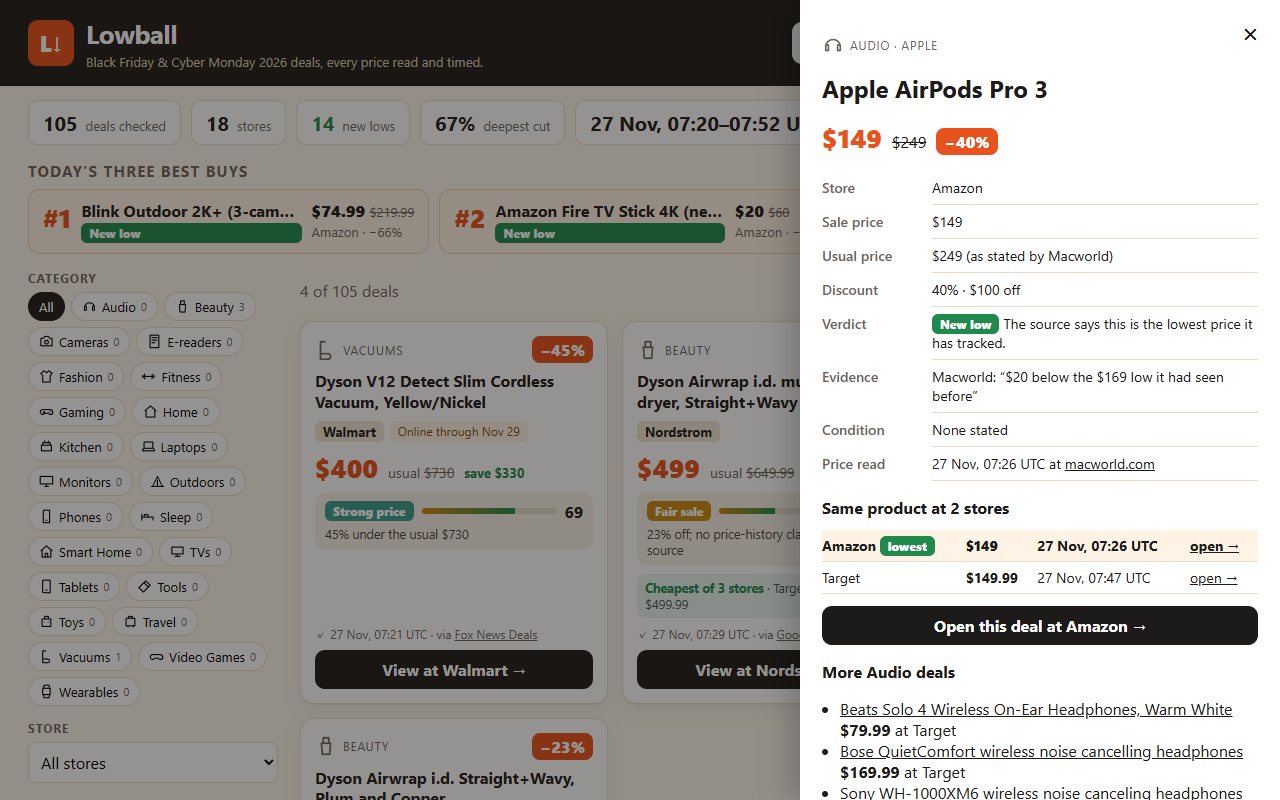 L↓
Lowball
Black Friday & Cyber Monday 2026 deals, every price read and timed.
105 deals checked
18 stores
14 new lows
67% deepest cut
27 Nov, 07:20–07:52 U
TODAY'S THREE BEST BUYS
#1 Blink Outdoor 2K+ (3-cam… $74.99 $219.99
New low Amazon · −66%
#2 Amazon Fire TV Stick 4K (ne… $20 $60
New low Amazon · −
CATEGORY
All
Audio 0
Beauty 3
Cameras 0
E-readers 0
Fashion 0
Fitness 0
Gaming 0
Home 0
Kitchen 0
Laptops 0
Monitors 0
Outdoors 0
Phones 0
Sleep 0
Smart Home 0
TVs 0
Tablets 0
Tools 0
Toys 0
Travel 0
Vacuums 1
Video Games 0
Wearables 0
STORE
All stores
4 of 105 deals
VACUUMS −45%
Dyson V12 Detect Slim Cordless
Vacuum, Yellow/Nickel
Walmart Online through Nov 29
$400 usual $730 save $330
Strong price 69
45% under the usual $730
✓ 27 Nov, 07:21 UTC · via Fox News Deals
View at Walmart →
BEAUTY
Dyson Airwrap i.d. mu
dryer, Straight+Wavy
Nordstrom
$499 usual $649.99
Fair sale
23% off; no price-history cla
source
Cheapest of 3 stores · Targe
$499.99
✓ 27 Nov, 07:29 UTC · via Goo
View at Nords
BEAUTY −23%
Dyson Airwrap i.d. Straight+Wavy,
Plum and Copper
AUDIO · APPLE
×
Apple AirPods Pro 3
$149 $249 −40%
Store Amazon
Sale price $149
Usual price $249 (as stated by Macworld)
Discount 40% · $100 off
Verdict New low The source says this is the lowest price it
has tracked.
Evidence Macworld: “$20 below the $169 low it had seen
before”
Condition None stated
Price read 27 Nov, 07:26 UTC at macworld.com
Same product at 2 stores
Amazon lowest $149 27 Nov, 07:26 UTC open →
Target $149.99 27 Nov, 07:47 UTC open →
Open this deal at Amazon →
More Audio deals
• Beats Solo 4 Wireless On-Ear Headphones, Warm White
$79.99 at Target
• Bose QuietComfort wireless noise cancelling headphones
$169.99 at Target
• Sony WH-1000XM6 wireless noise canceling headphones